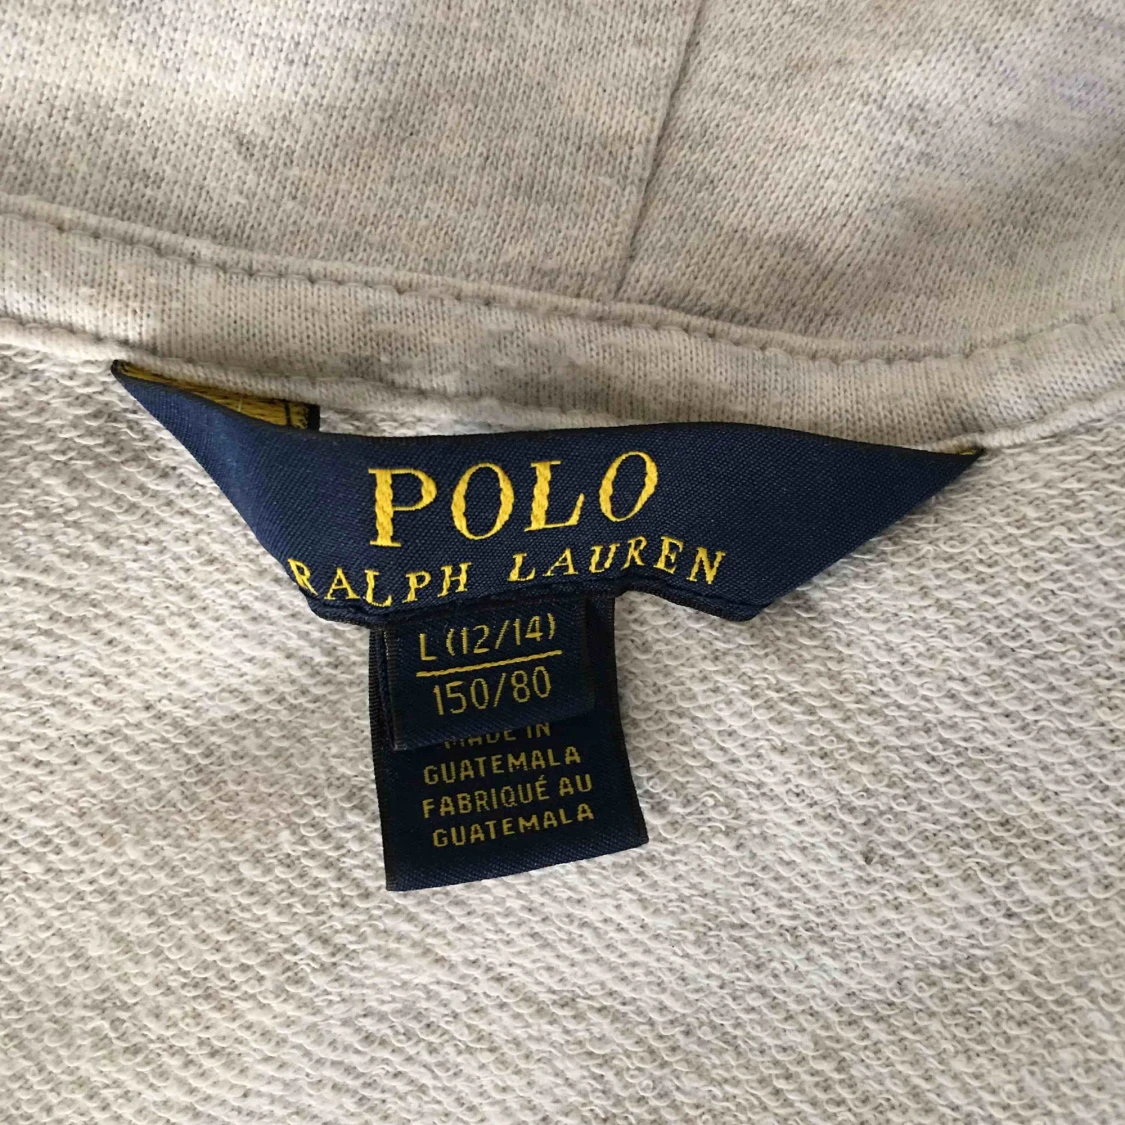 POLO
RALPH LAUREN
L (12/14)
150/80
MADE IN
GUATEMALA
FABRIQUÉ AU
GUATEMALA